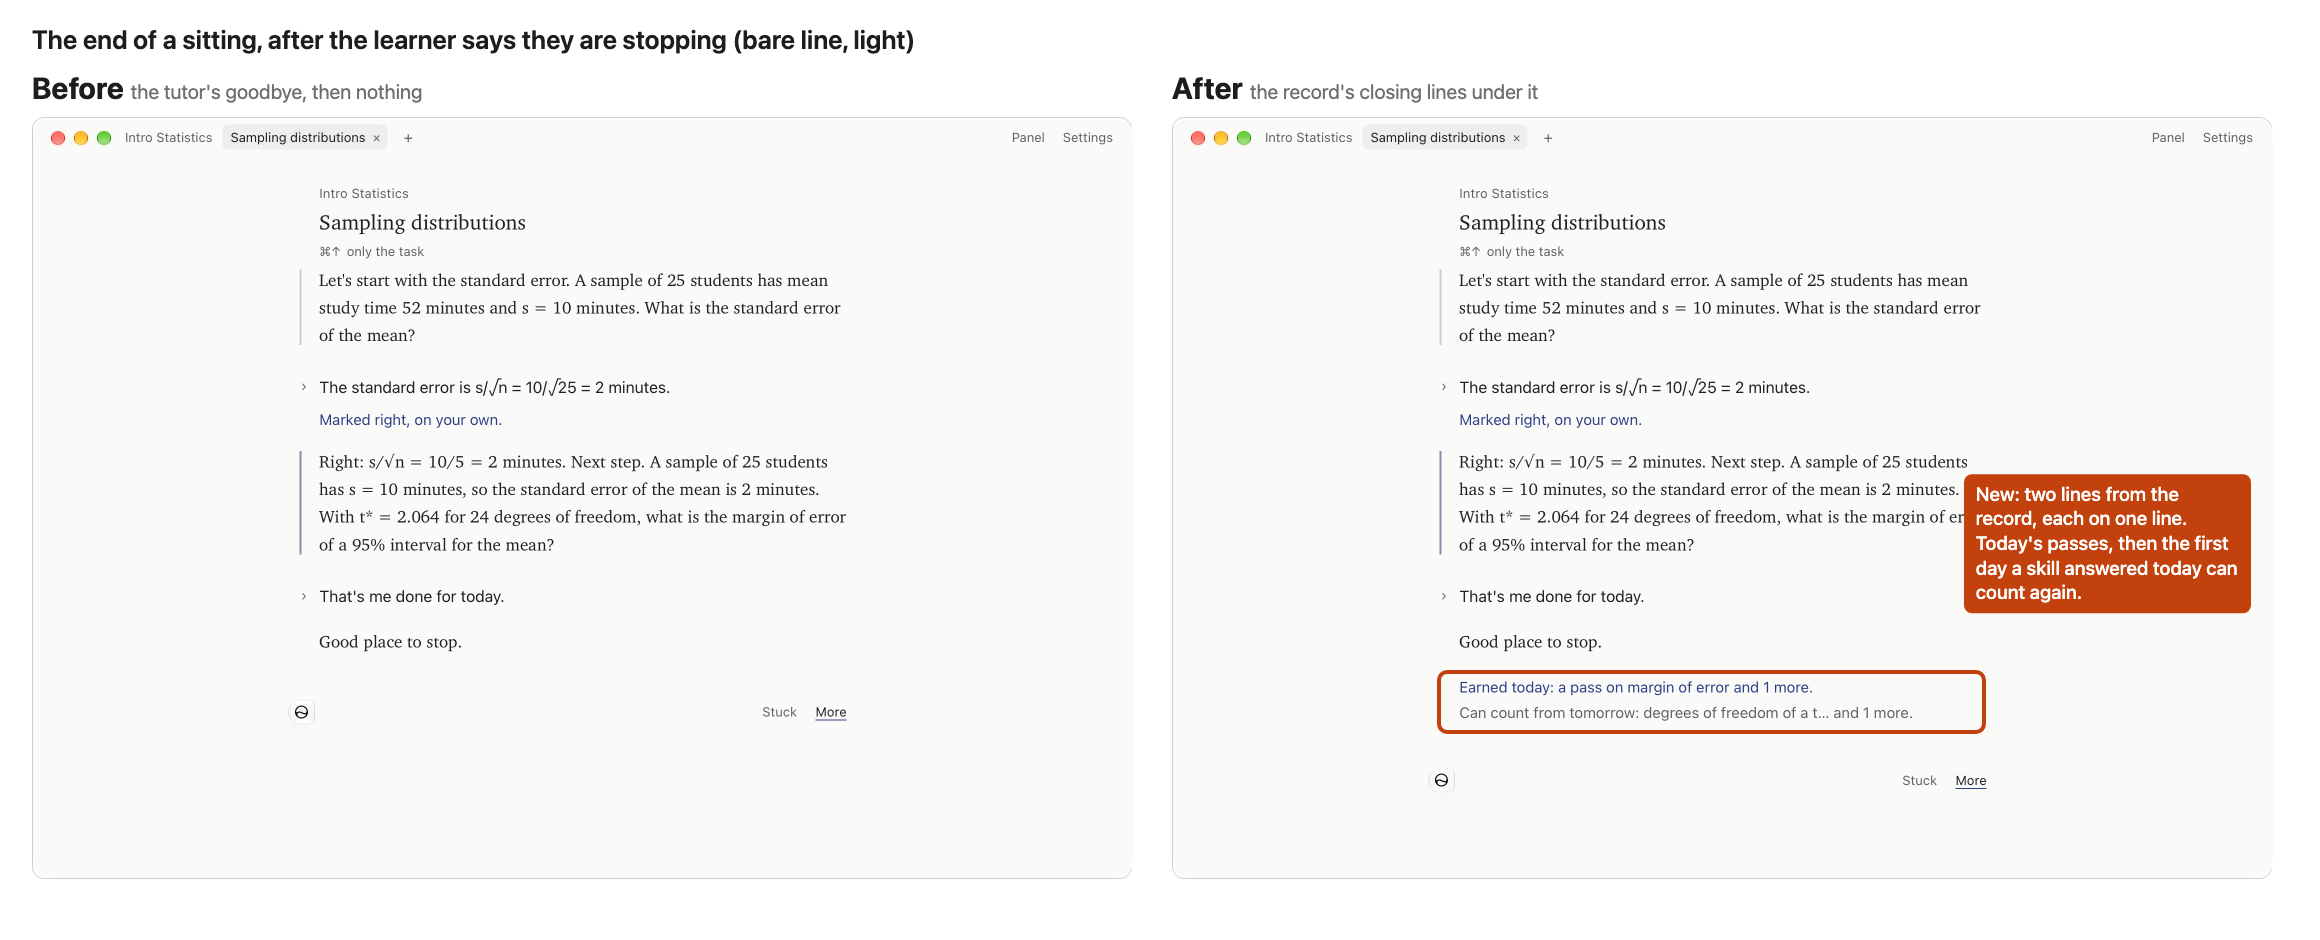 The end of a sitting, after the learner says they are stopping (bare line, light)
Before the tutor's goodbye, then nothing
Intro Statistics Sampling distributions × + Panel Settings
Intro Statistics
Sampling distributions
⌘↑ only the task
Let's start with the standard error. A sample of 25 students has mean
study time 52 minutes and s = 10 minutes. What is the standard error
of the mean?
› The standard error is s/√n = 10/√25 = 2 minutes.
Marked right, on your own.
Right: s/√n = 10/5 = 2 minutes. Next step. A sample of 25 students
has s = 10 minutes, so the standard error of the mean is 2 minutes.
With t* = 2.064 for 24 degrees of freedom, what is the margin of error
of a 95% interval for the mean?
› That's me done for today.
Good place to stop.
Stuck More
After the record's closing lines under it
Intro Statistics Sampling distributions × + Panel Settings
Intro Statistics
Sampling distributions
⌘↑ only the task
Let's start with the standard error. A sample of 25 students has mean
study time 52 minutes and s = 10 minutes. What is the standard error
of the mean?
› The standard error is s/√n = 10/√25 = 2 minutes.
Marked right, on your own.
Right: s/√n = 10/5 = 2 minutes. Next step. A sample of 25 students
has s = 10 minutes, so the standard error of the mean is 2 minutes.
With t* = 2.064 for 24 degrees of freedom, what is the margin of er
of a 95% interval for the mean?
New: two lines from the
record, each on one line.
Today's passes, then the first
day a skill answered today can
count again.
› That's me done for today.
Good place to stop.
Earned today: a pass on margin of error and 1 more.
Can count from tomorrow: degrees of freedom of a t... and 1 more.
Stuck More